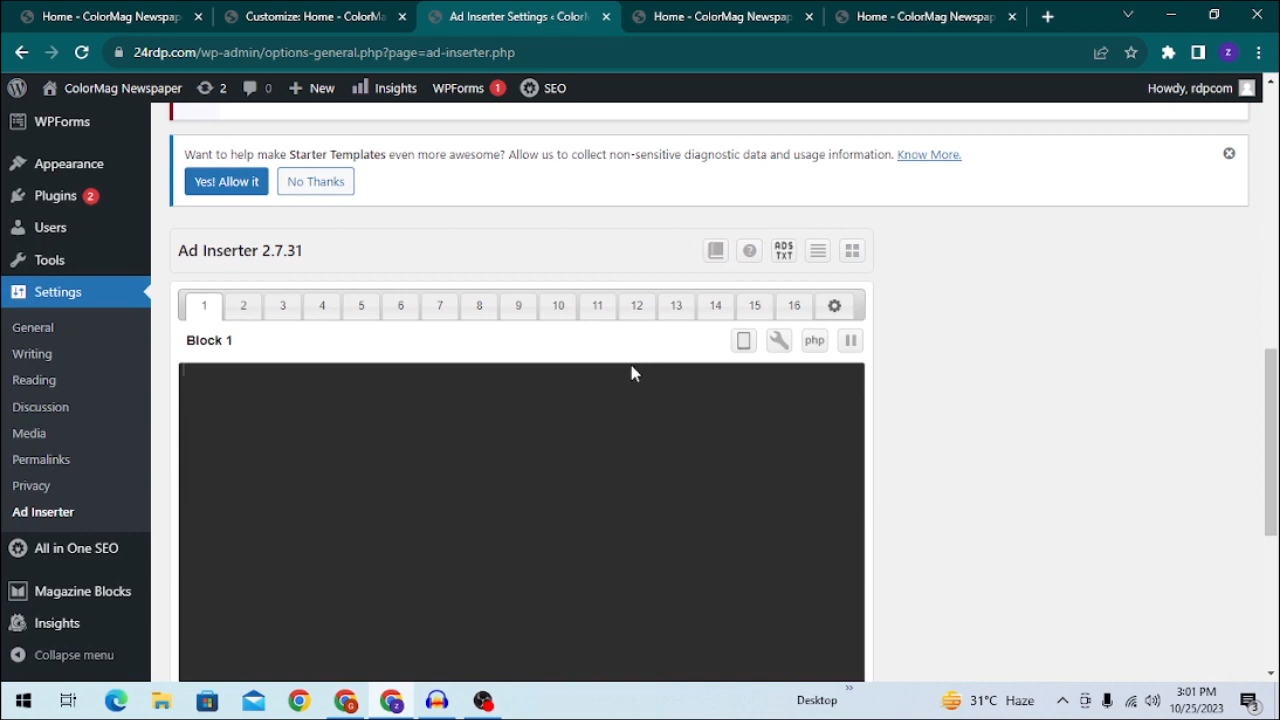 Home - ColorMag Newspap
Customize: Home - ColorMa
Ad Inserter Settings ‹ Color
Home - ColorMag Newspap
Home - ColorMag Newspap
24rdp.com/wp-admin/options-general.php?page=ad-inserter.php
Z
ColorMag Newspaper
2
0
New
Insights
WPForms 1
SEO
Howdy, rdpcom
WPForms
Appearance
Plugins 2
Users
Tools
Settings
General
Writing
Reading
Discussion
Media
Permalinks
Privacy
Ad Inserter
All in One SEO
Magazine Blocks
Insights
Collapse menu
Want to help make Starter Templates even more awesome? Allow us to collect non-sensitive diagnostic data and usage information. Know More.
Yes! Allow it
No Thanks
Ad Inserter 2.7.31
ADS
TXT
1 2 3 4 5 6 7 8 9 10 11 12 13 14 15 16
Block 1
php
G
Z
Desktop
31°C Haze
3:01 PM
10/25/2023
3